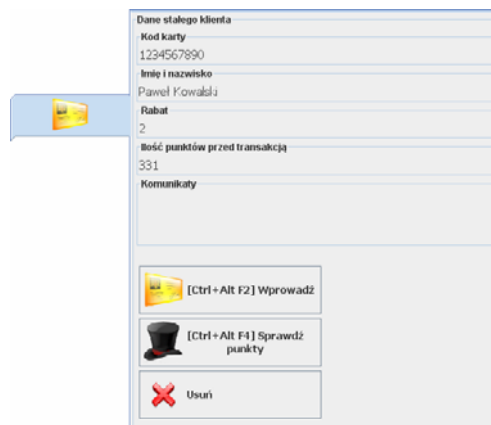 Dane stałego klienta
Kod karty
1234567890
Imię i nazwisko
Paweł Kowalski
Rabat
2
Ilość punktów przed transakcją
331
Komunikaty
[Ctrl+Alt F2] Wprowadź
[Ctrl+Alt F4] Sprawdź
punkty
Usuń